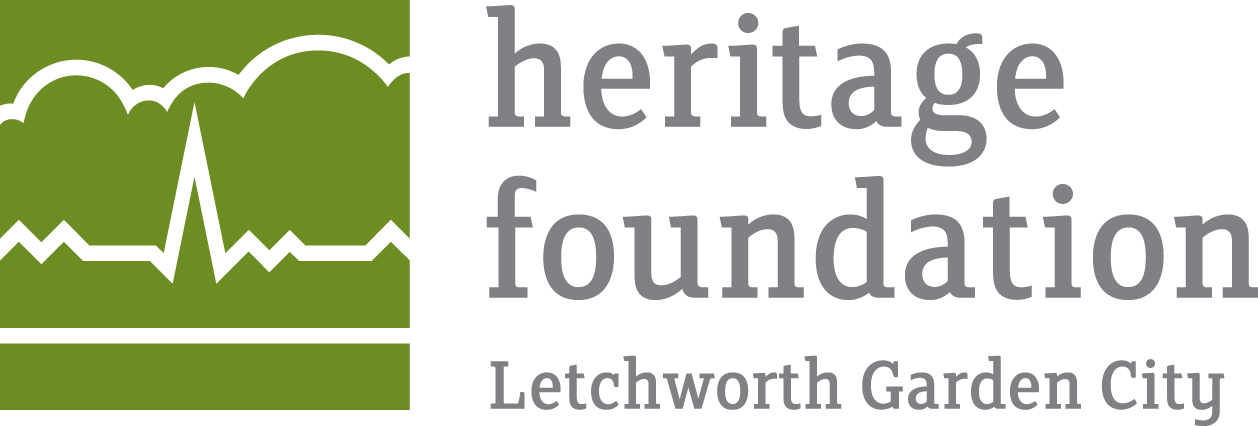 heritage
foundation
Letchworth Garden City